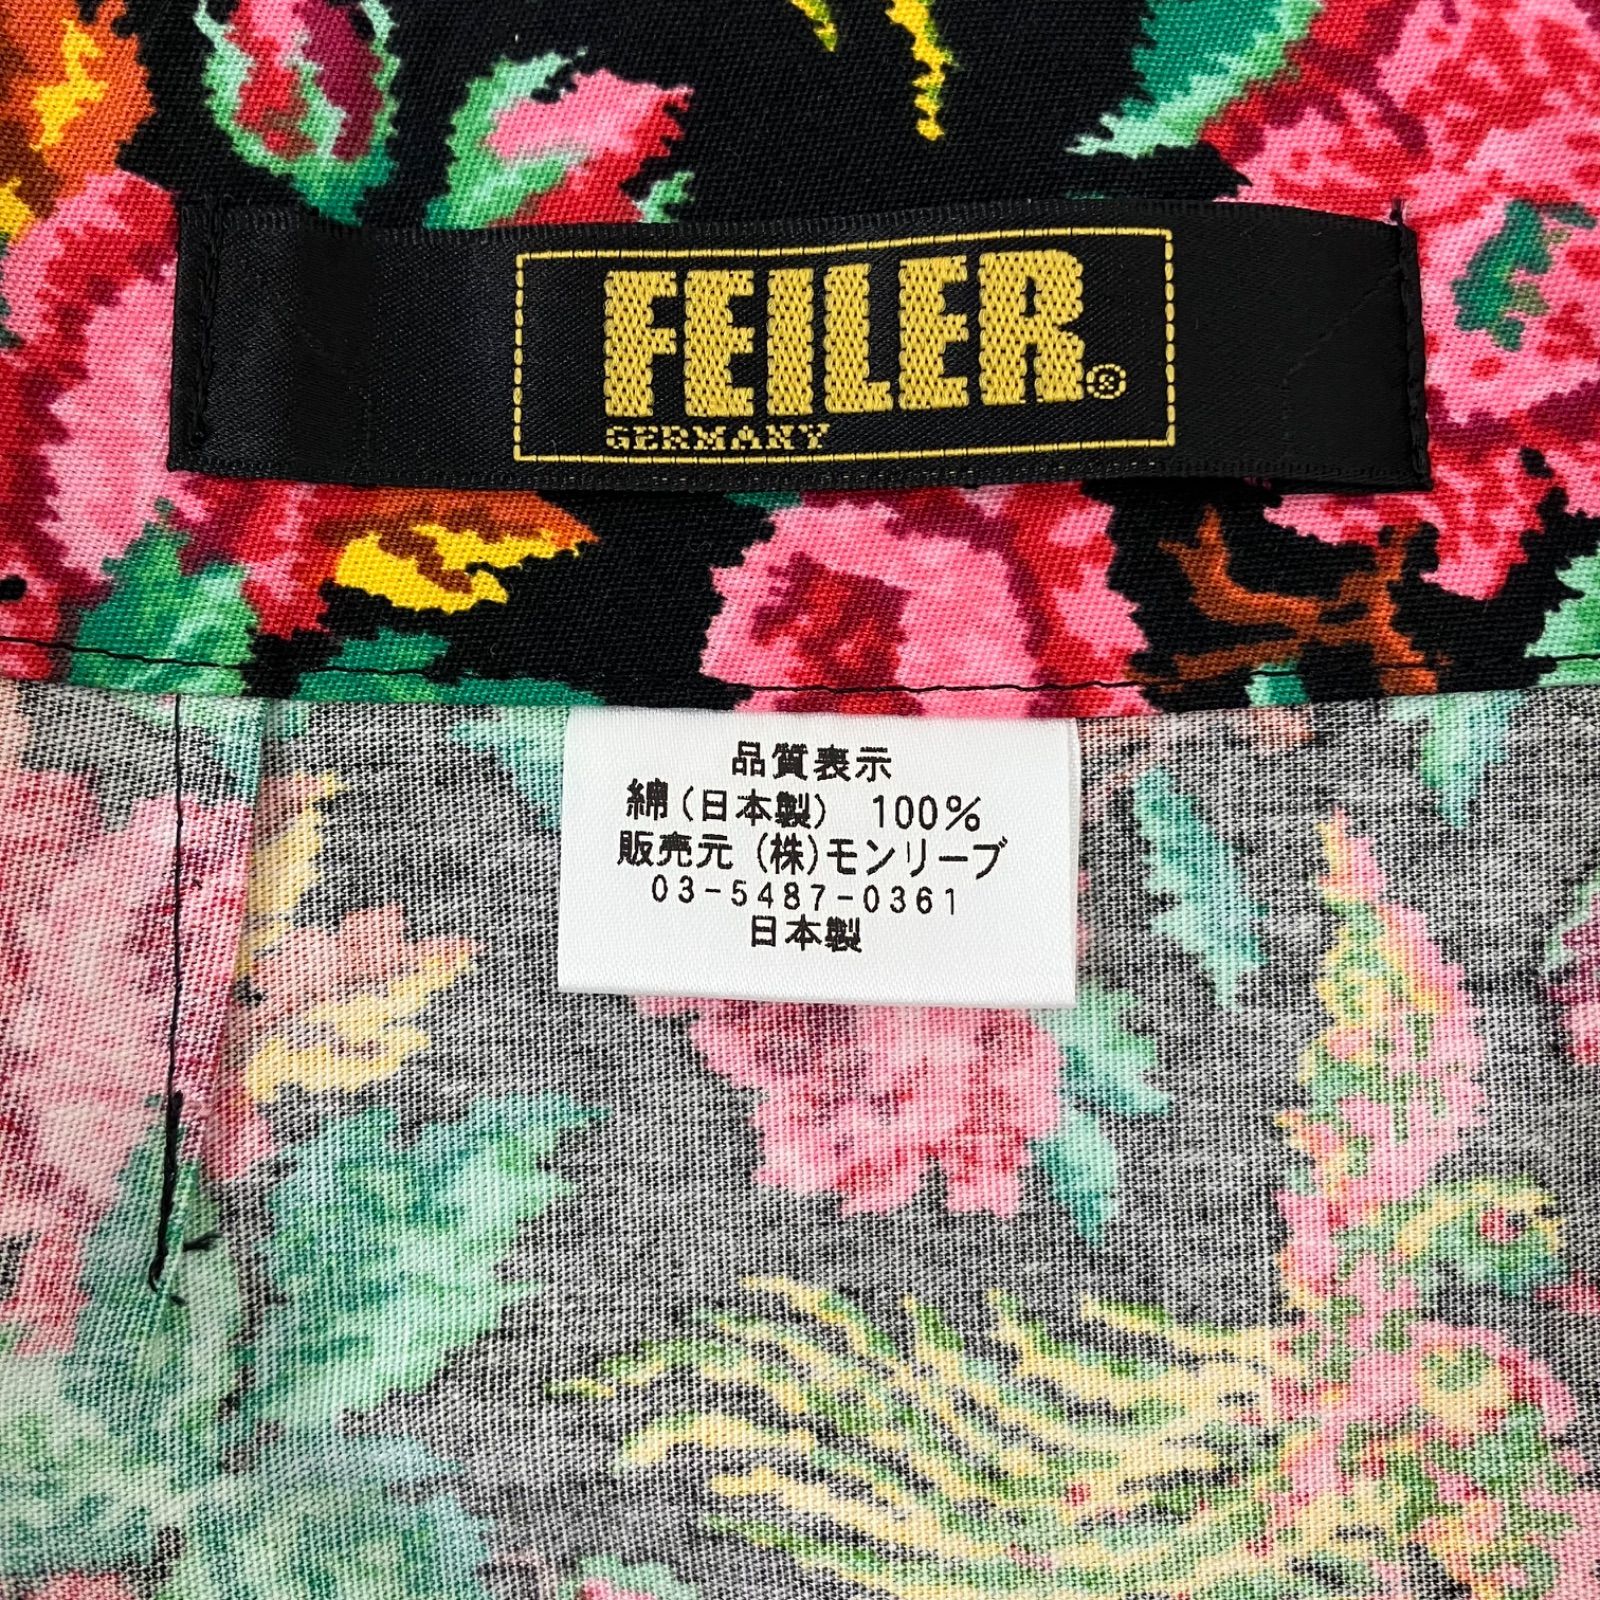 FEILER®
GERMANY
品質表示
綿(日本製) 100%
販売元 (株)モンリーブ
03-5487-0361
日本製